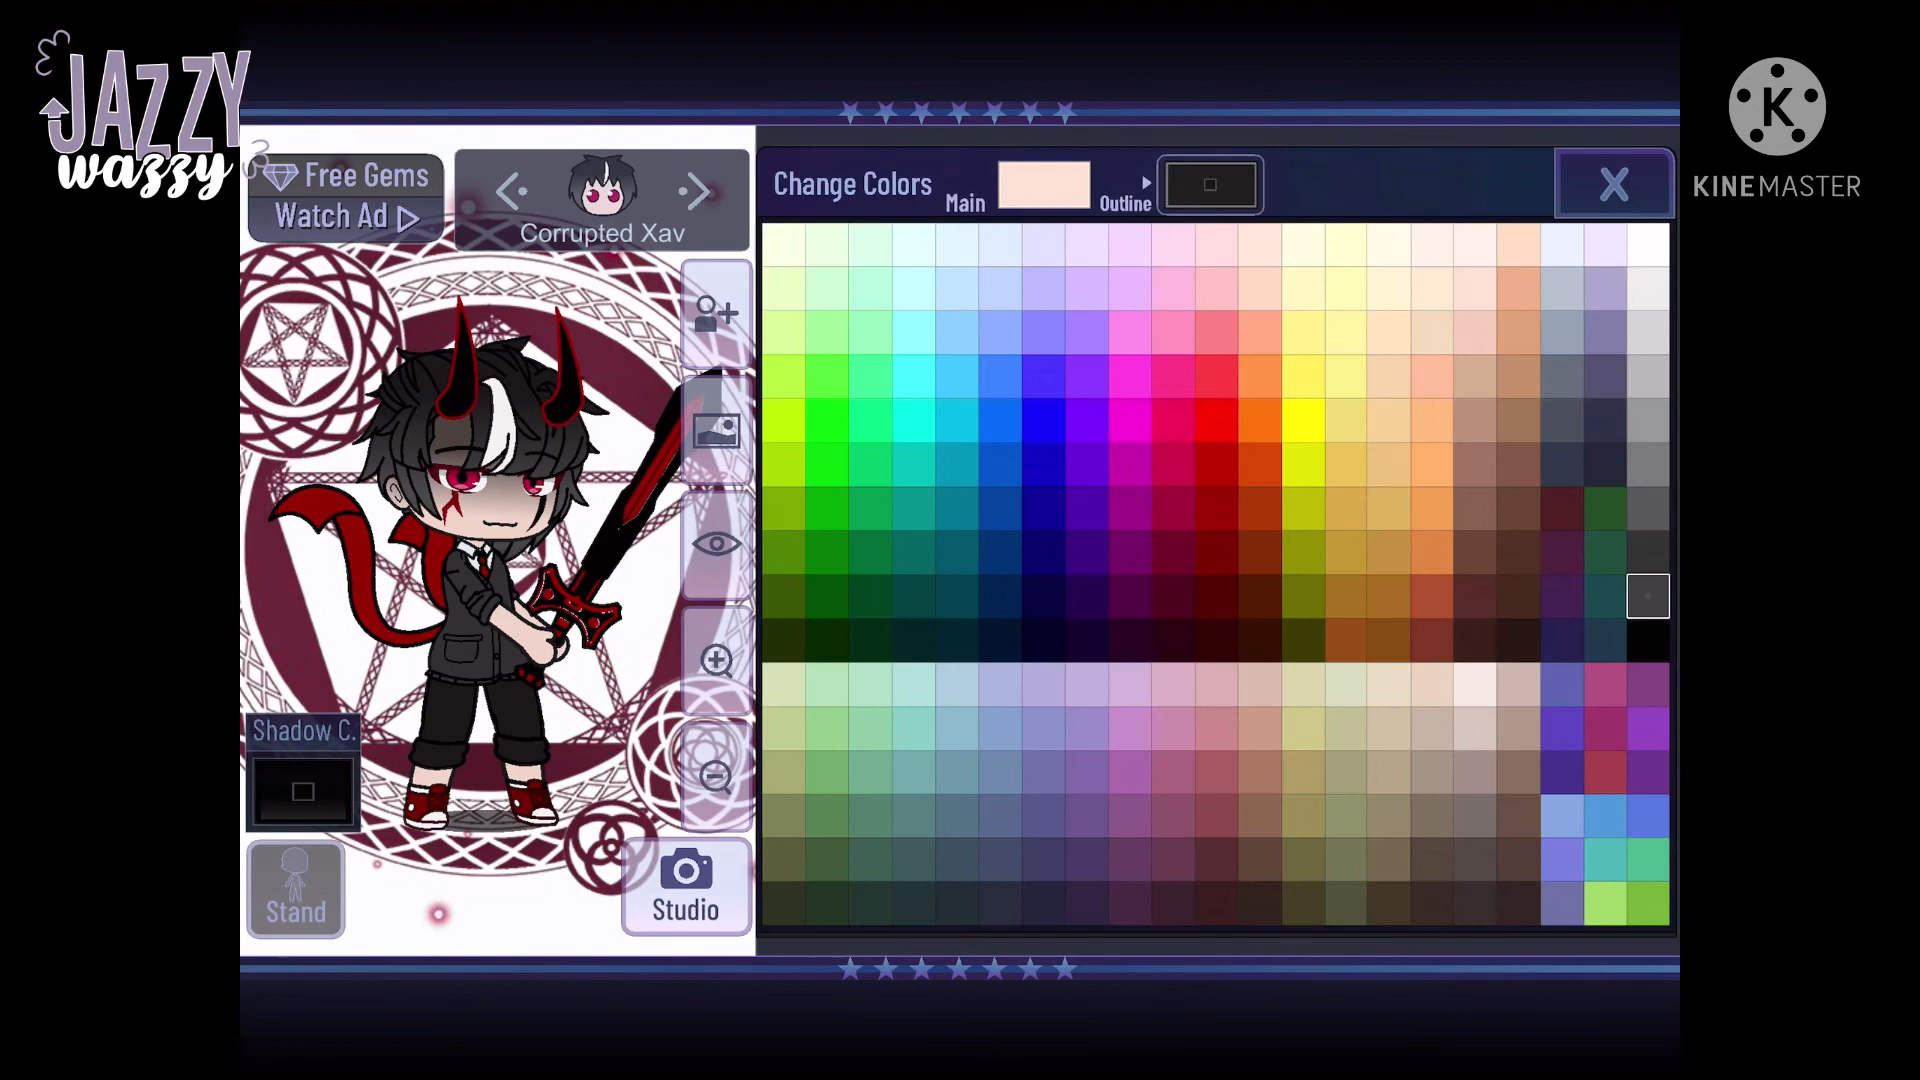 JAZZY
wazzy
Free Gems
Watch Ad
Corrupted Xav
Change Colors
Main
Outline
X
K
KINEMASTER
Shadow C.
Stand
Studio